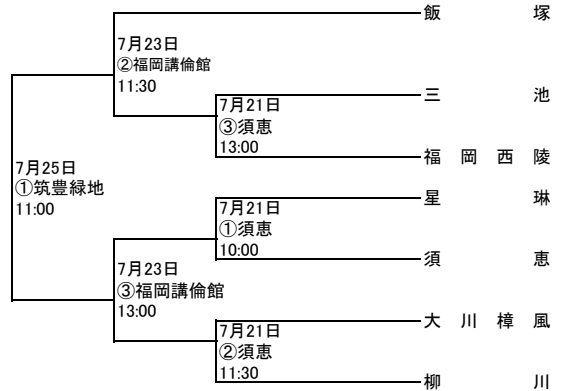 飯塚
7月23日
②福岡講倫館
11:30
三池
7月21日
③須恵
13:00
福岡西陵
7月25日
①筑豊緑地
11:00
星琳
7月21日
①須恵
10:00
須恵
7月23日
③福岡講倫館
13:00
大川樟風
7月21日
②須恵
11:30
柳川